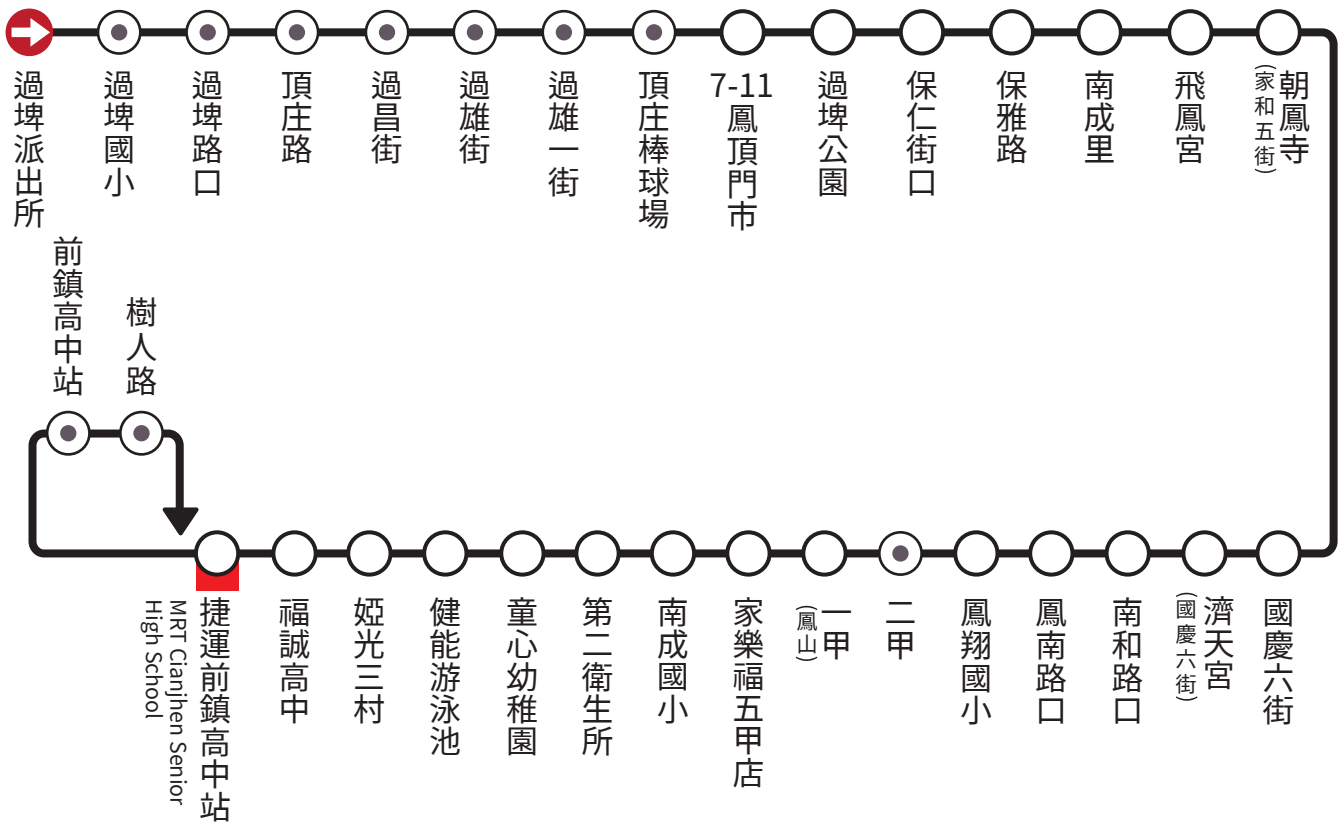 過埤派出所
過埤國小
過埤路口
頂庄路
過昌街
過雄街
過雄一街
頂庄棒球場
7-11鳳頂門市
過埤公園
保仁街口
保雅路
南成里
飛鳳宮
朝鳳寺
(家和五街)
國慶六街
濟天宮
(國慶六街)
南和路口
鳳南路口
鳳翔國小
二甲
一甲
(鳳山)
家樂福五甲店
南成國小
第二衛生所
童心幼稚園
健能游泳池
婭光三村
福誠高中
捷運前鎮高中站
MRT Cianjhen Senior
High School
前鎮高中站
樹人路